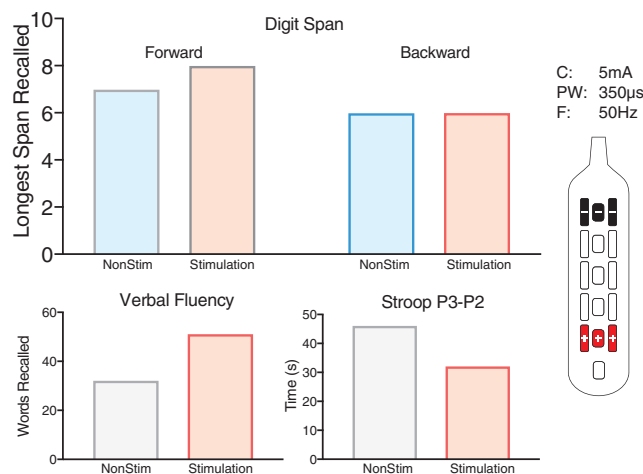 Digit Span
Forward
Backward
Longest Span Recalled
10
8
6
4
2
0
NonStim
Stimulation
NonStim
Stimulation
C: 5mA
PW: 350μs
F: 50Hz
− − −
+ + +
Verbal Fluency
Words Recalled
60
40
20
0
NonStim
Stimulation
Stroop P3-P2
Time (s)
50
40
30
20
10
0
NonStim
Stimulation